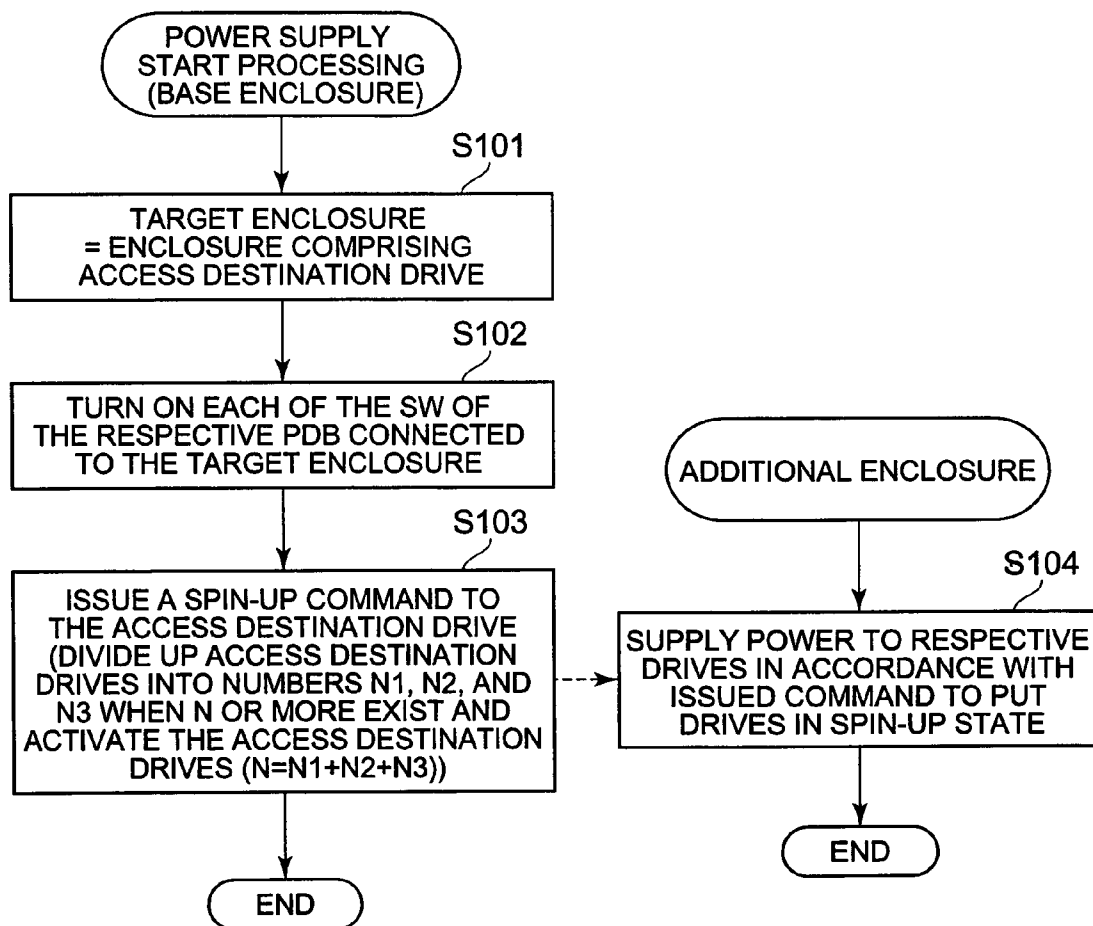 POWER SUPPLY
START PROCESSING
(BASE ENCLOSURE)
S101
TARGET ENCLOSURE
= ENCLOSURE COMPRISING
ACCESS DESTINATION DRIVE
S102
TURN ON EACH OF THE SW OF
THE RESPECTIVE PDB CONNECTED
TO THE TARGET ENCLOSURE
S103
ISSUE A SPIN-UP COMMAND TO
THE ACCESS DESTINATION DRIVE
(DIVIDE UP ACCESS DESTINATION
DRIVES INTO NUMBERS N1, N2, AND
N3 WHEN N OR MORE EXIST AND
ACTIVATE THE ACCESS DESTINATION
DRIVES (N=N1+N2+N3))
END
ADDITIONAL ENCLOSURE
S104
SUPPLY POWER TO RESPECTIVE
DRIVES IN ACCORDANCE WITH
ISSUED COMMAND TO PUT
DRIVES IN SPIN-UP STATE
END